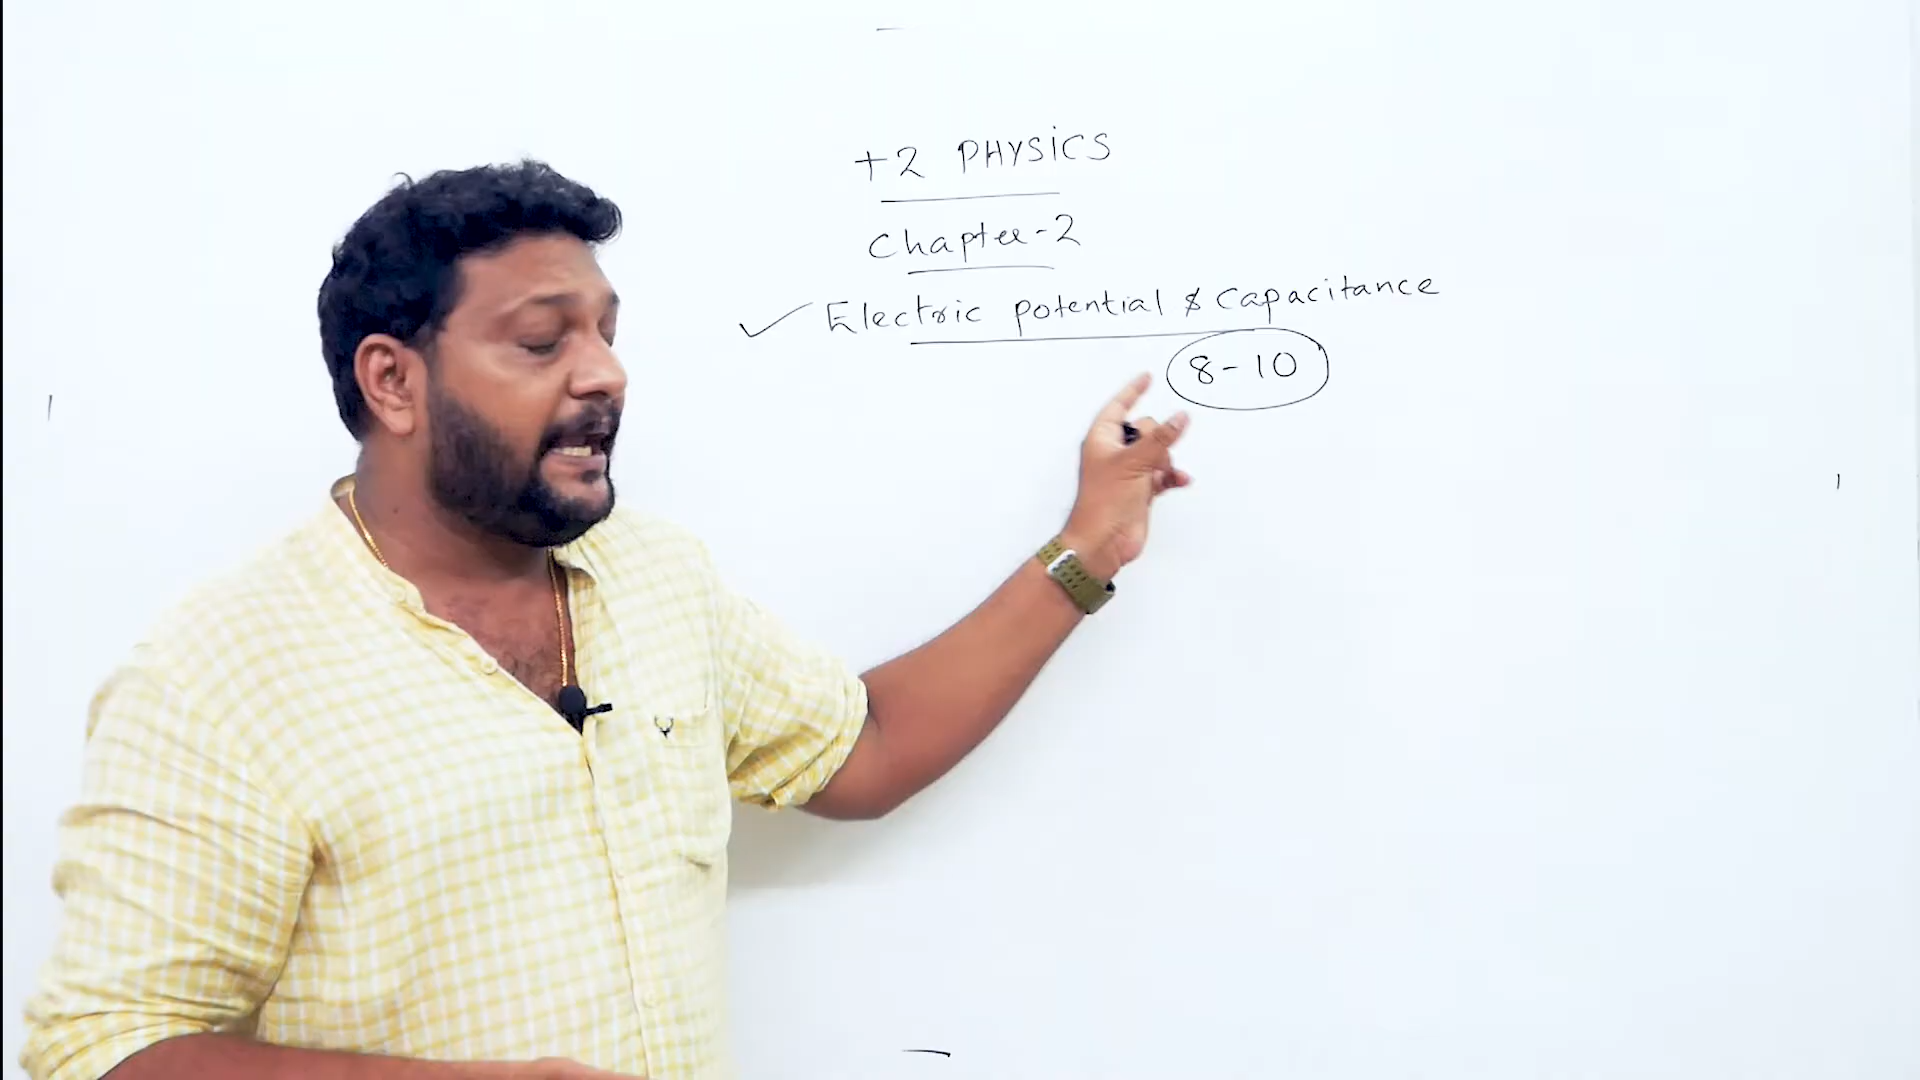 +2 PHYSICS
Chapter-2
✓ Electric potential & Capacitance
8-10